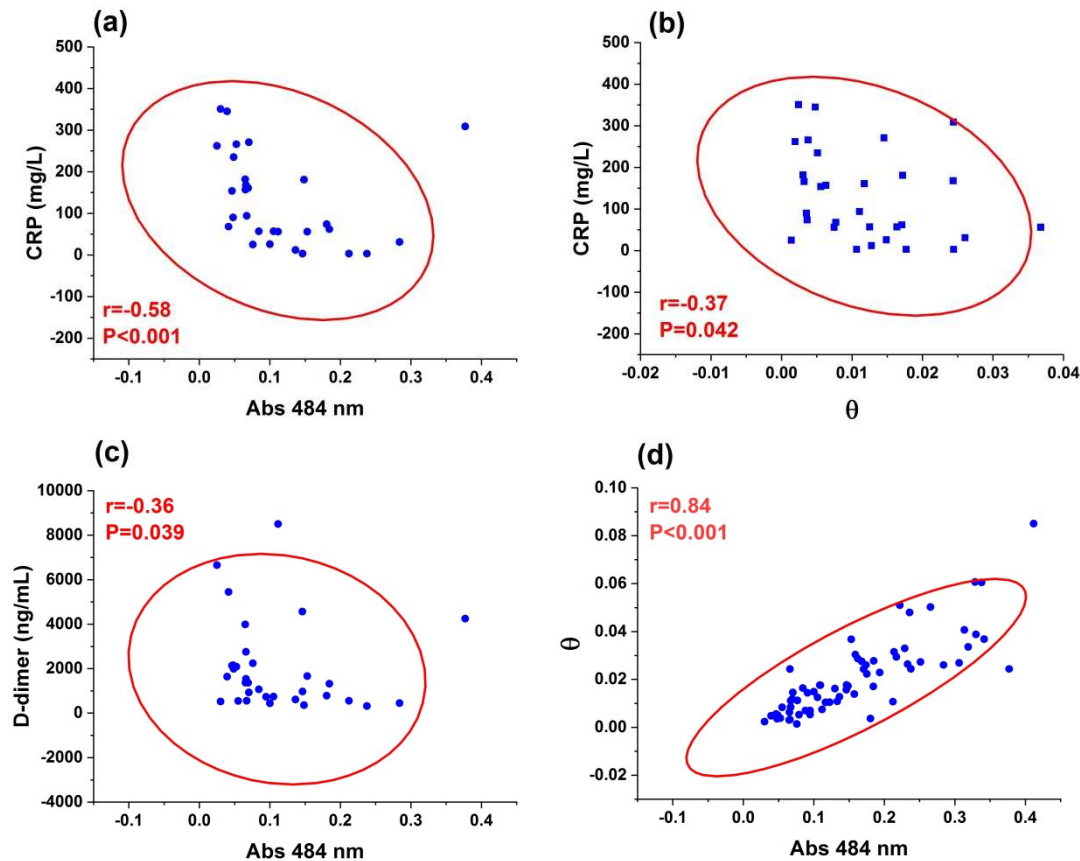 (a)
500
400
300
200
100
0
-100
-200
CRP (mg/L)
r=-0.58
P<0.001
-0.1 0.0 0.1 0.2 0.3 0.4
Abs 484 nm
(b)
500
400
300
200
100
0
-100
-200
CRP (mg/L)
r=-0.37
P=0.042
-0.02 -0.01 0.00 0.01 0.02 0.03 0.04
θ
(c)
10000
8000
6000
4000
2000
0
-2000
-4000
D-dimer (ng/mL)
r=-0.36
P=0.039
-0.1 0.0 0.1 0.2 0.3 0.4
Abs 484 nm
(d)
0.10
0.08
0.06
0.04
0.02
0.00
-0.02
θ
r=0.84
P<0.001
-0.1 0.0 0.1 0.2 0.3 0.4
Abs 484 nm